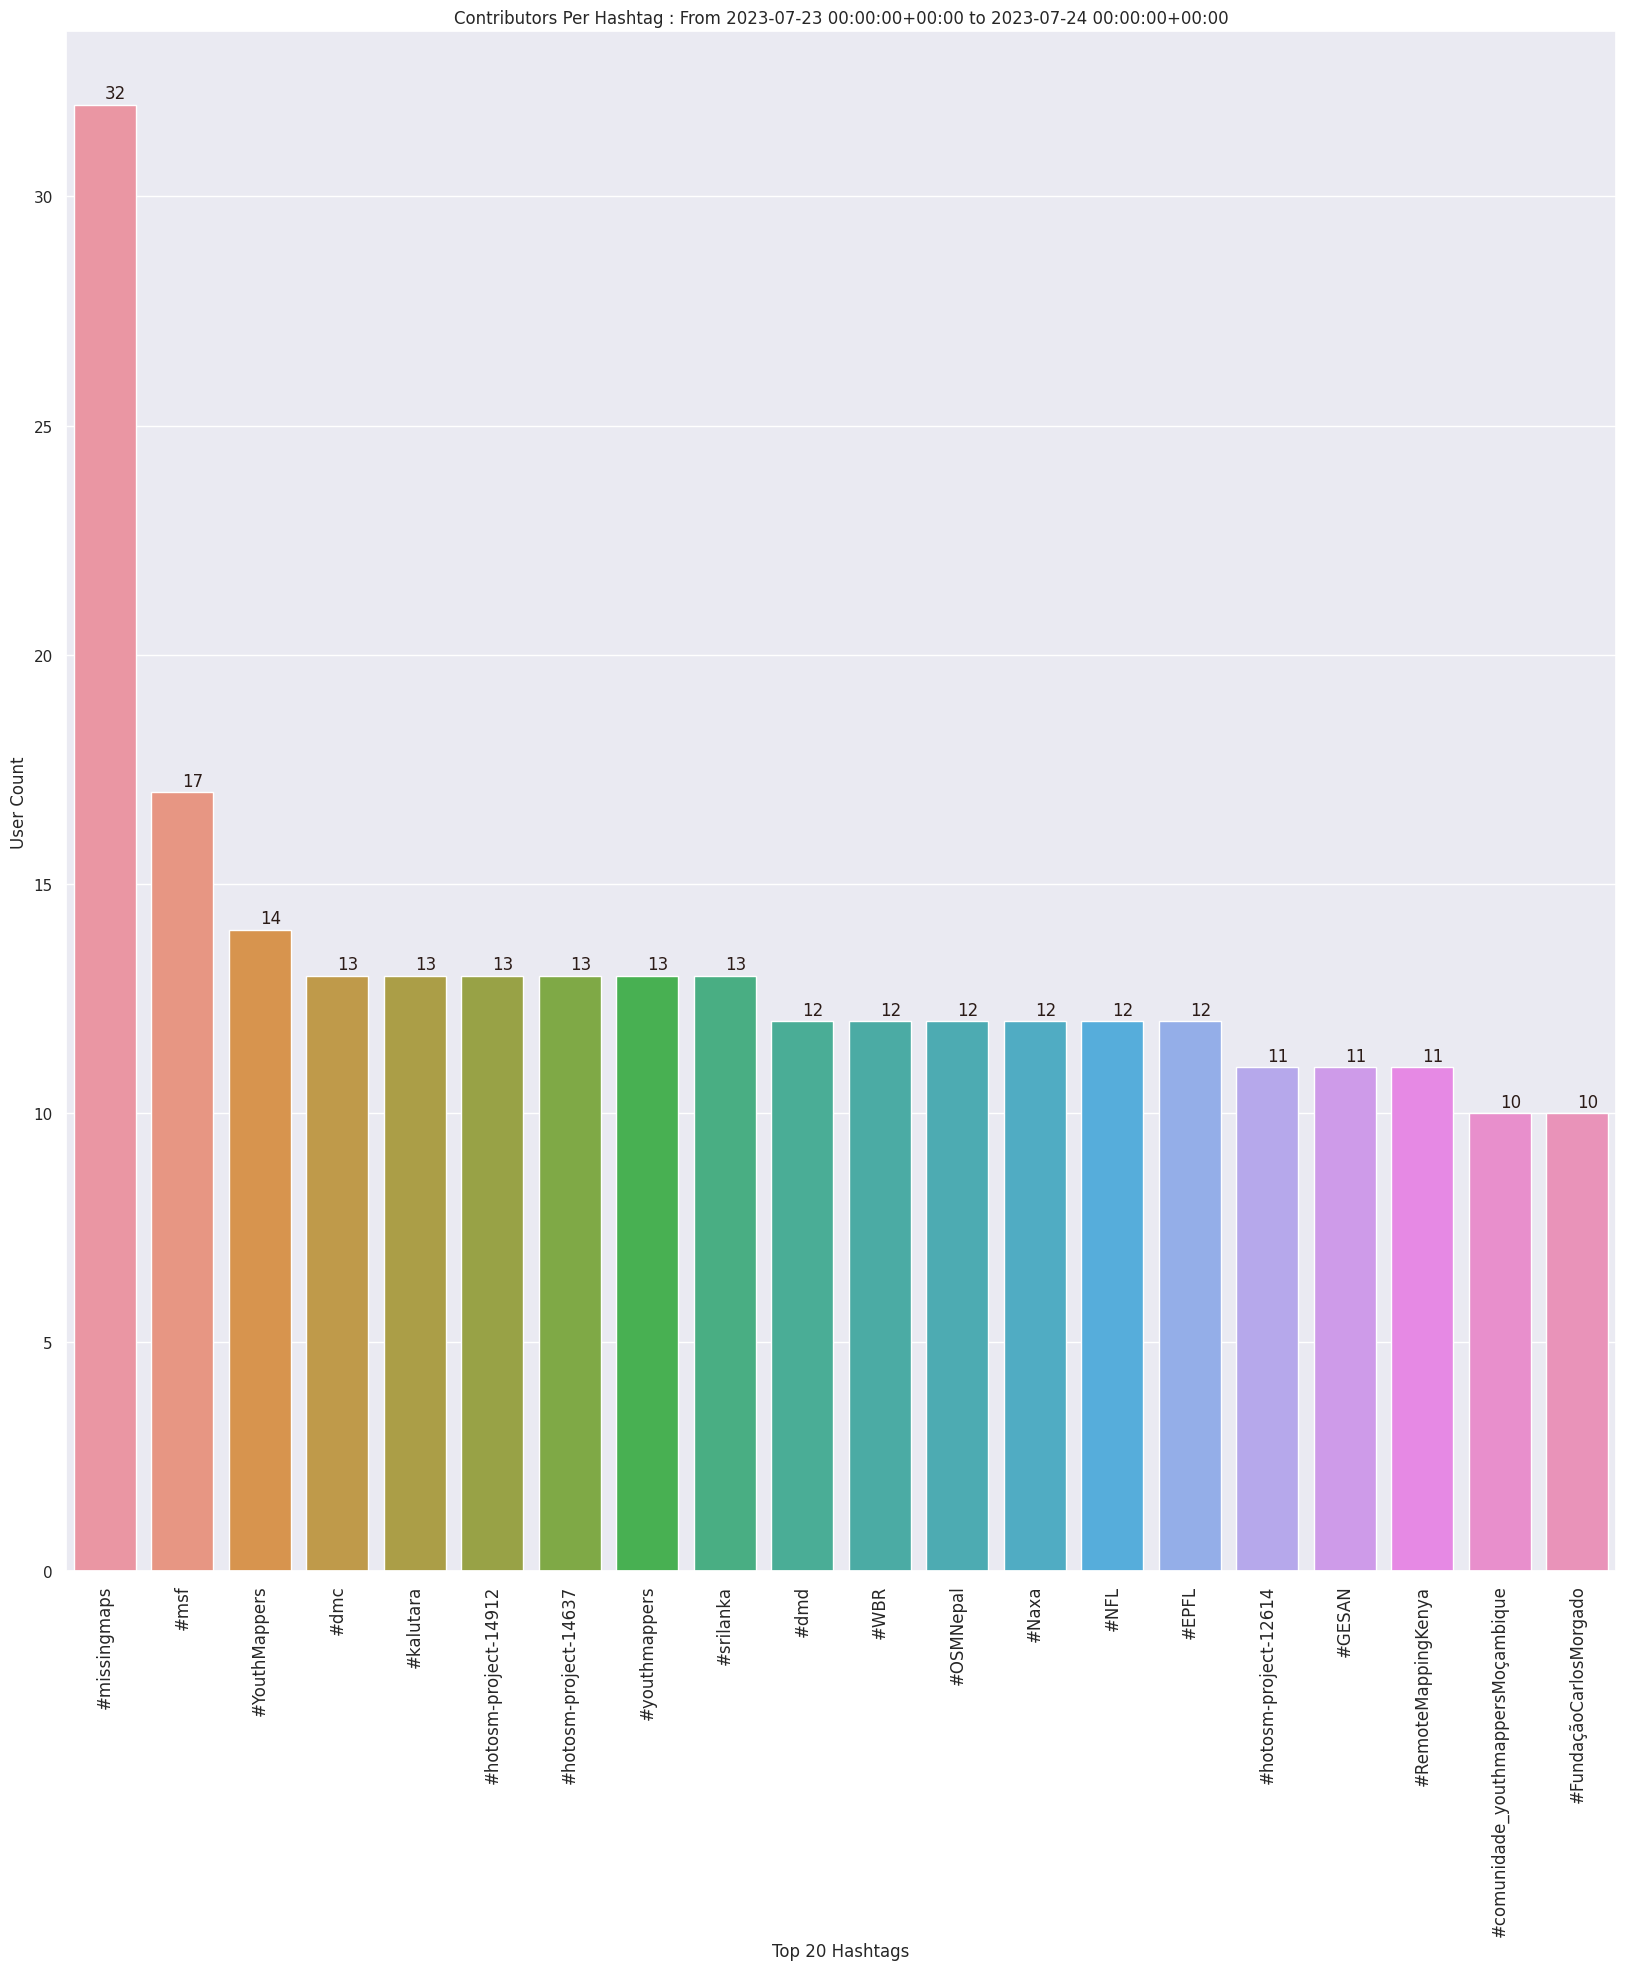 Contributors Per Hashtag : From 2023-07-23 00:00:00+00:00 to 2023-07-24 00:00:00+00:00
User Count
30
25
20
15
10
5
0
32
17
14
13
13
13
13
13
13
12
12
12
12
12
12
11
11
11
10
10
#missingmaps
#msf
#YouthMappers
#dmc
#kalutara
#hotosm-project-14912
#hotosm-project-14637
#youthmappers
#srilanka
#dmd
#WBR
#OSMNepal
#Naxa
#NFL
#EPFL
#hotosm-project-12614
#GESAN
#RemoteMappingKenya
#comunidade_youthmappersMoçambique
#FundaçãoCarlosMorgado
Top 20 Hashtags